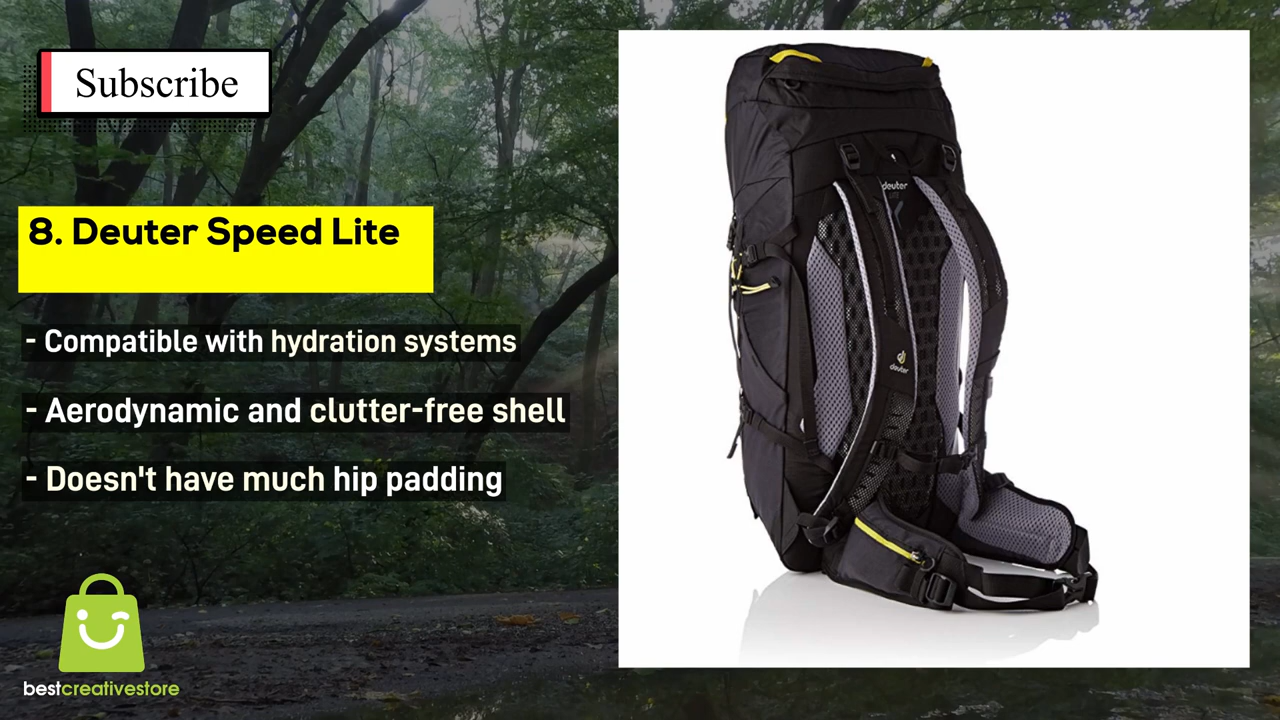 Subscribe
8. Deuter Speed Lite
- Compatible with hydration systems
- Aerodynamic and clutter-free shell
- Doesn't have much hip padding
bestcreativestore
deuter
deuter